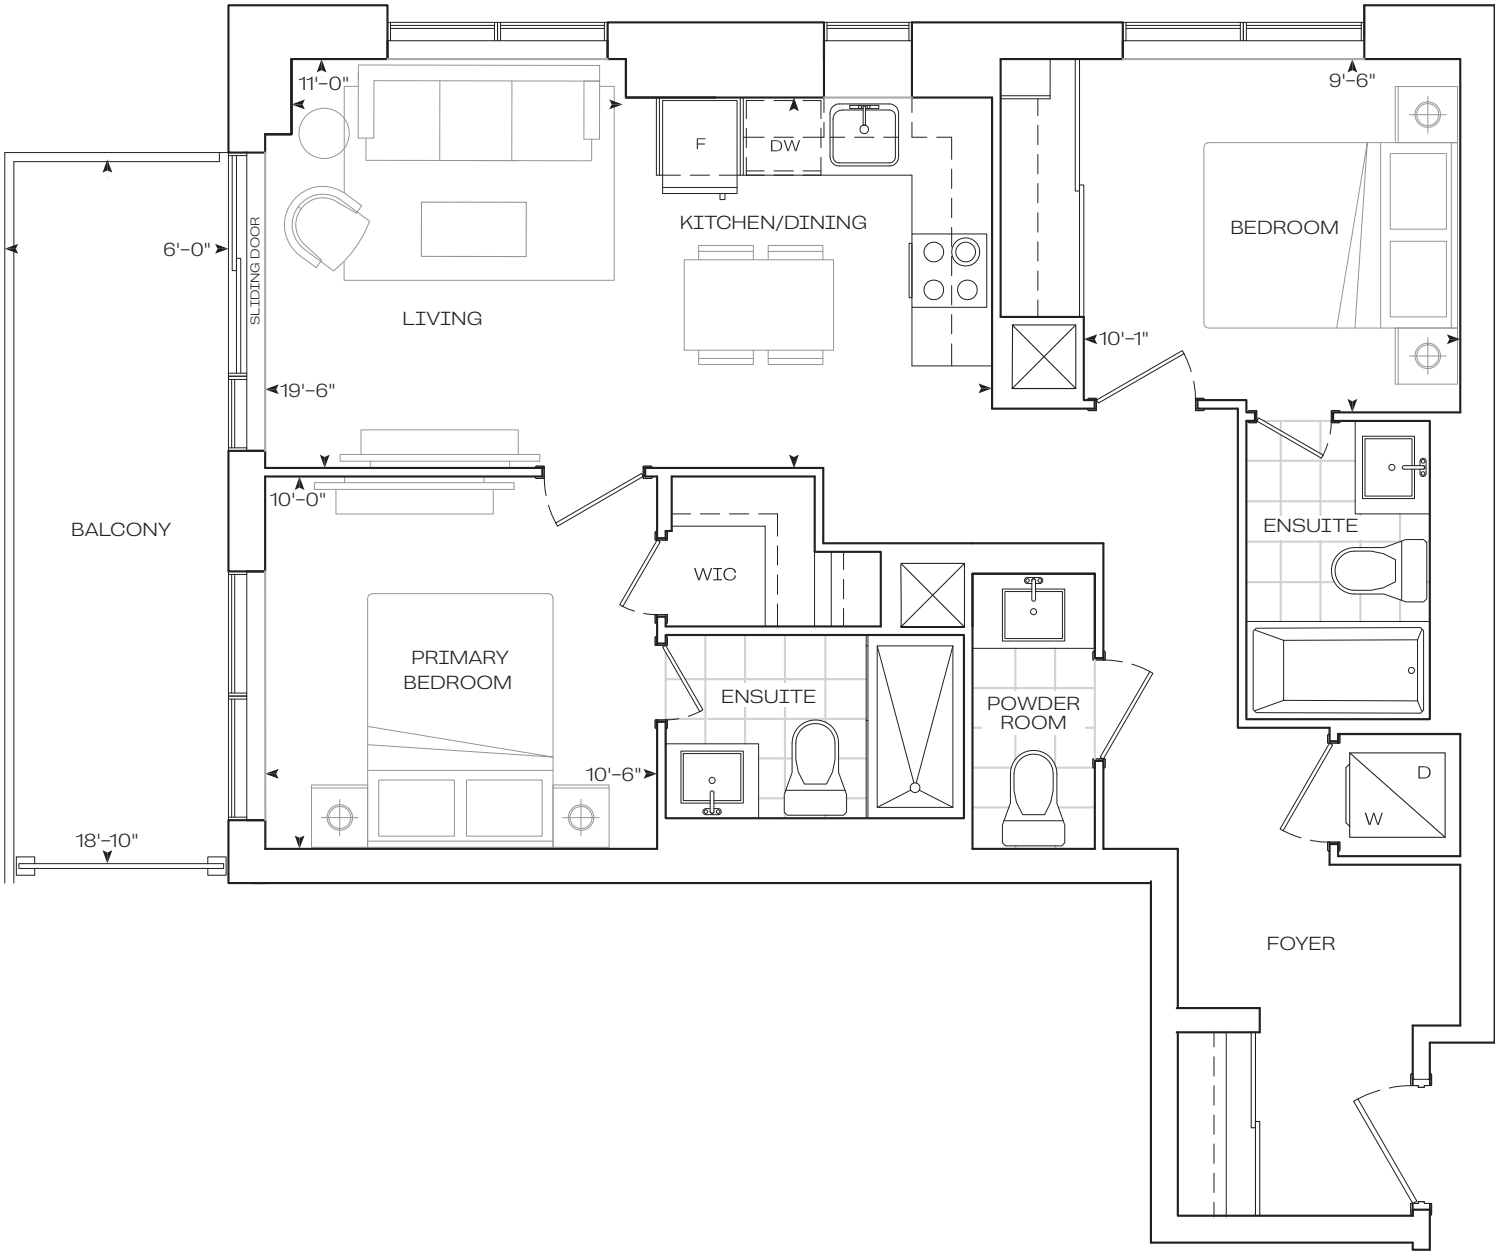 11'-0"
9'-6"
F
DW
KITCHEN/DINING
BEDROOM
6'-0"
SLIDING DOOR
LIVING
10'-1"
19'-6"
10'-0"
BALCONY
ENSUITE
WIC
PRIMARY
BEDROOM
ENSUITE
POWDER
ROOM
10'-6"
D
W
18'-10"
FOYER